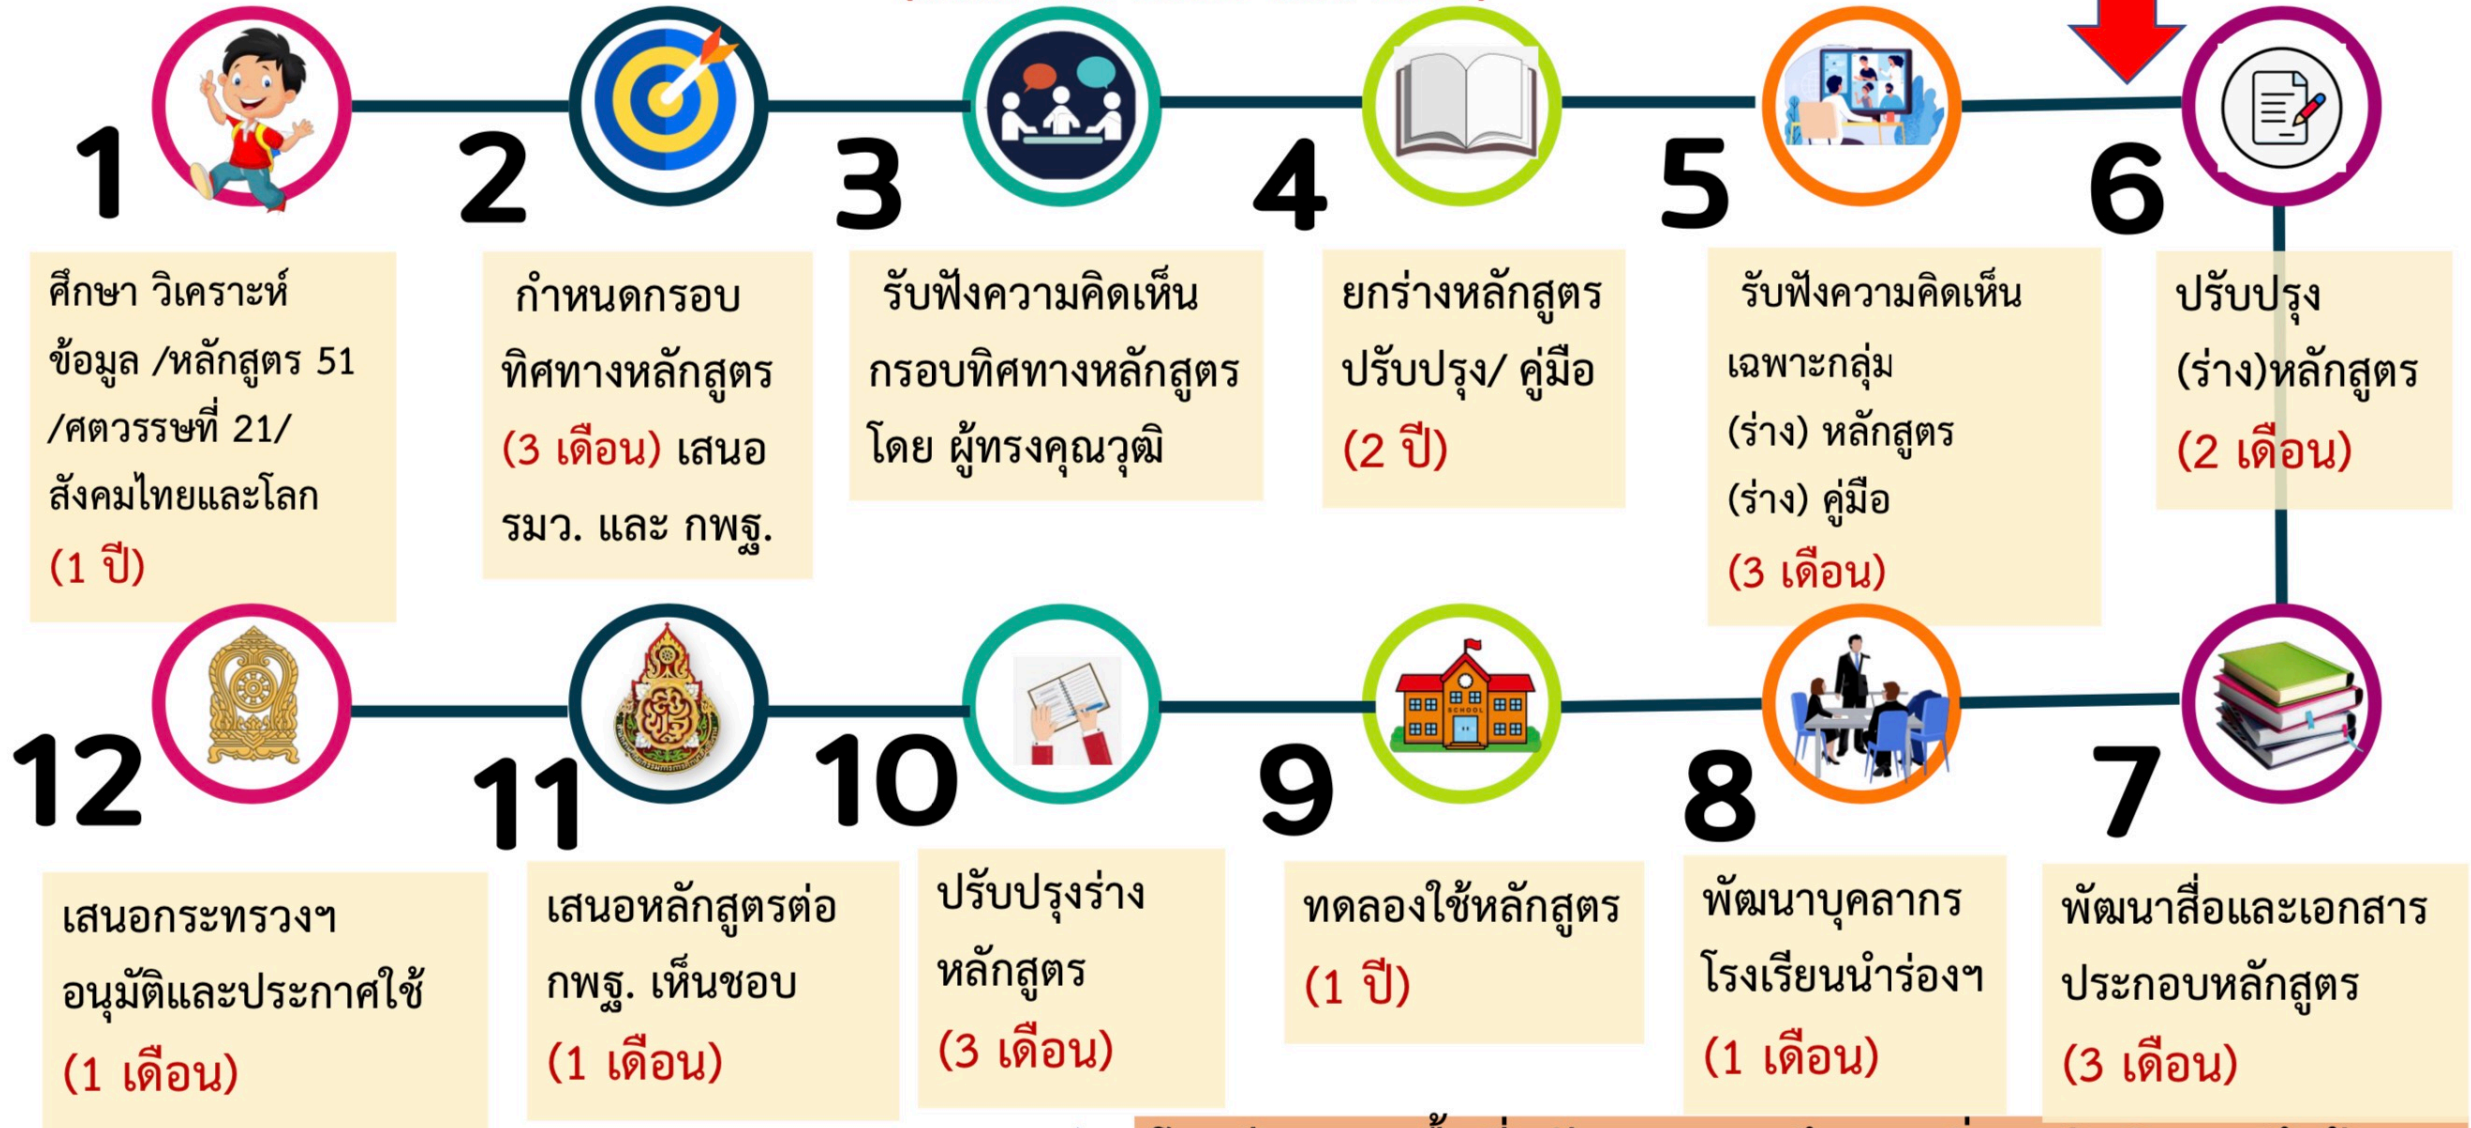 1
ศึกษา วิเคราะห์
ข้อมูล /หลักสูตร 51
/ศตวรรษที่ 21/
สังคมไทยและโลก
(1 ปี)
2
กำหนดกรอบ
ทิศทางหลักสูตร
(3 เดือน) เสนอ
รมว. และ กพฐ.
3
รับฟังความคิดเห็น
กรอบทิศทางหลักสูตร
โดย ผู้ทรงคุณวุฒิ
4
ยกร่างหลักสูตร
ปรับปรุง/ คู่มือ
(2 ปี)
5
รับฟังความคิดเห็น
เฉพาะกลุ่ม
(ร่าง) หลักสูตร
(ร่าง) คู่มือ
(3 เดือน)
6
ปรับปรุง
(ร่าง)หลักสูตร
(2 เดือน)
7
พัฒนาสื่อและเอกสาร
ประกอบหลักสูตร
(3 เดือน)
8
พัฒนาบุคลากร
โรงเรียนนำร่องฯ
(1 เดือน)
9
SCHOOL
ทดลองใช้หลักสูตร
(1 ปี)
10
ปรับปรุงร่าง
หลักสูตร
(3 เดือน)
11
เสนอหลักสูตรต่อ
กพฐ. เห็นชอบ
(1 เดือน)
12
เสนอกระทรวงฯ
อนุมัติและประกาศใช้
(1 เดือน)